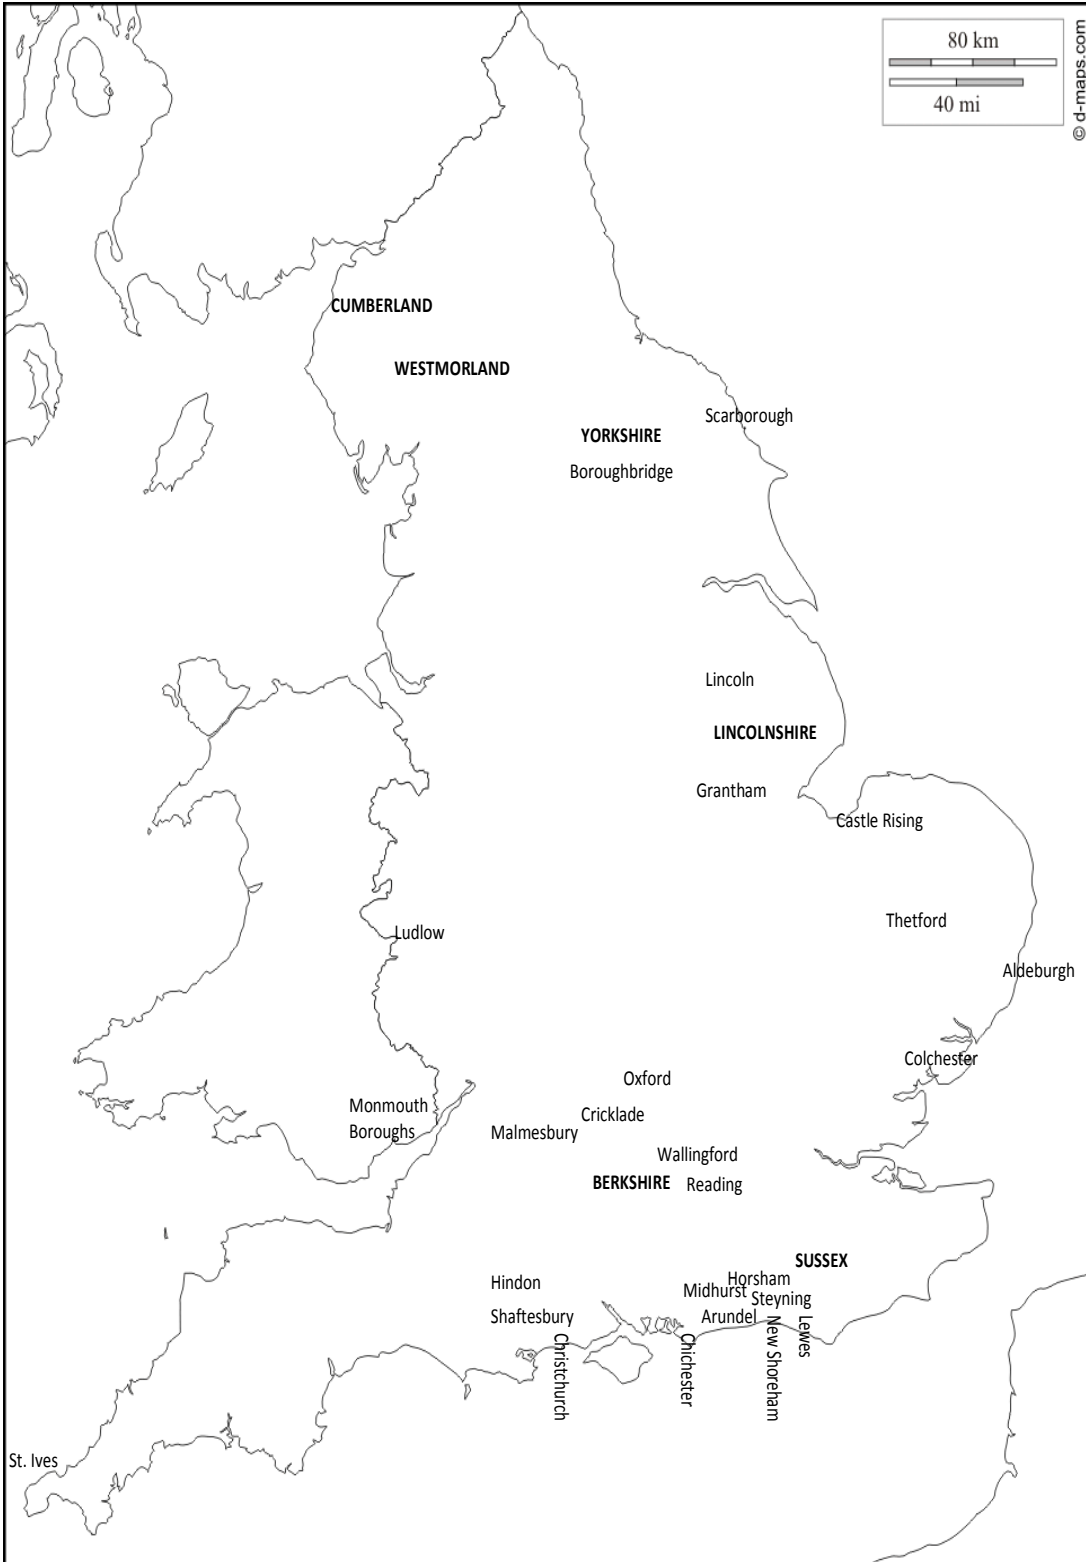 80 km
40 mi
© d-maps.com
CUMBERLAND
WESTMORLAND
Scarborough
YORKSHIRE
Boroughbridge
Lincoln
LINCOLNSHIRE
Grantham
Castle Rising
Thetford
Ludlow
Aldeburgh
Colchester
Oxford
Monmouth
Boroughs
Cricklade
Malmesbury
Wallingford
BERKSHIRE
Reading
SUSSEX
Hindon
Horsham
Midhurst
Steyning
Shaftesbury
Arundel
Lewes
New Shoreham
Chichester
Christchurch
St. Ives